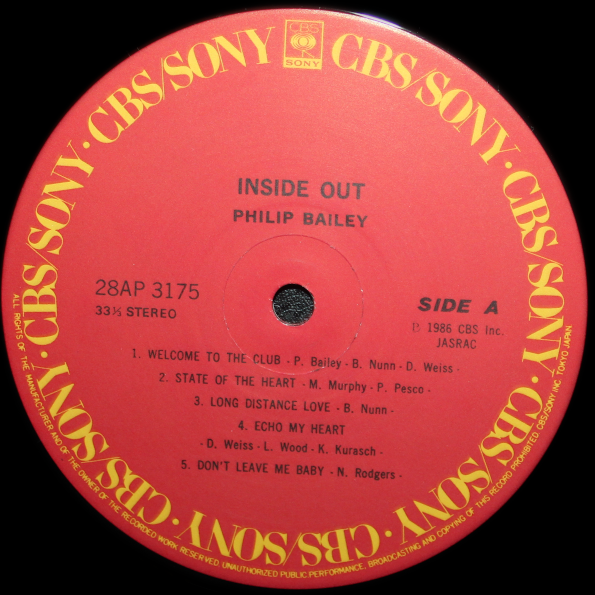 CBS
SONY
CBS/SONY · CBS/SONY · CBS/SONY · CBS/SONY · CBS/SONY · CBS/SONY · CBS/SONY · CBS/SONY
INSIDE OUT
PHILIP BAILEY
28AP 3175
33⅓ STEREO
SIDE A
Ⓟ 1986 CBS Inc.
JASRAC
1. WELCOME TO THE CLUB - P. Bailey - B. Nunn - D. Weiss -
2. STATE OF THE HEART - M. Murphy - P. Pesco -
3. LONG DISTANCE LOVE - B. Nunn -
4. ECHO MY HEART
- D. Weiss - L. Wood - K. Kurasch -
5. DON'T LEAVE ME BABY - N. Rodgers -
ALL RIGHTS OF THE MANUFACTURER AND OF THE OWNER OF THE RECORDED WORK RESERVED. UNAUTHORIZED PUBLIC PERFORMANCE, BROADCASTING AND COPYING OF THIS RECORD PROHIBITED CBS/SONY INC. TOKYO JAPAN